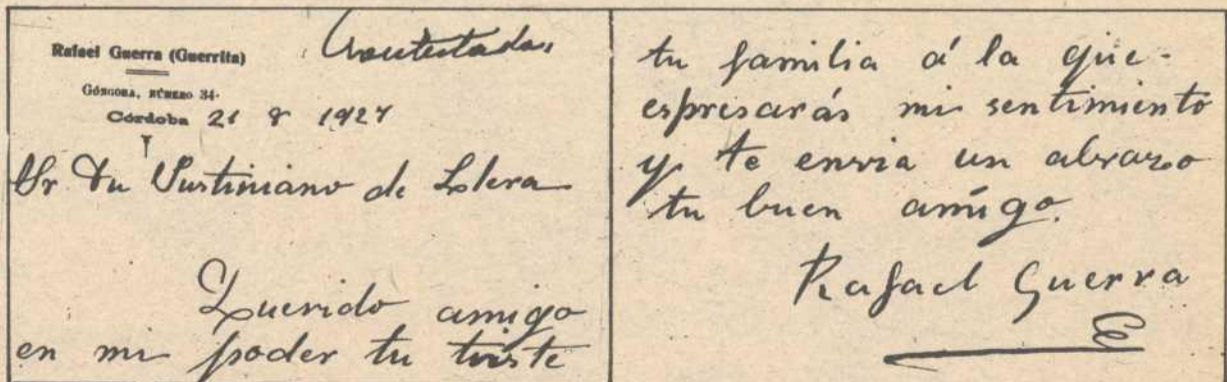 Rafael Guerra (Guerrita)
Contestada,
GÓNGORA, NÚMERO 34.
Córdoba 21 8 1927
Sr Dn Justiniano de Llera
Querido amigo
en mi poder tu triste
tu familia á la que
espresarás mi sentimiento
y te envia un abrazo
tu buen amigo.
Rafael Guerra